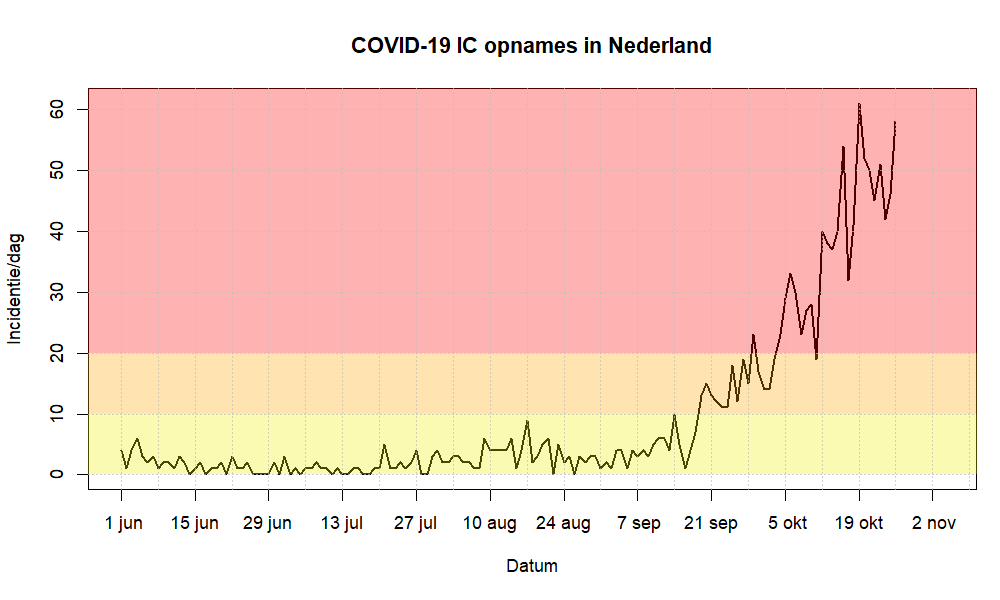 COVID-19 IC opnames in Nederland
Incidentie/dag
60
50
40
30
20
10
0
1 jun 15 jun 29 jun 13 jul 27 jul 10 aug 24 aug 7 sep 21 sep 5 okt 19 okt 2 nov
Datum